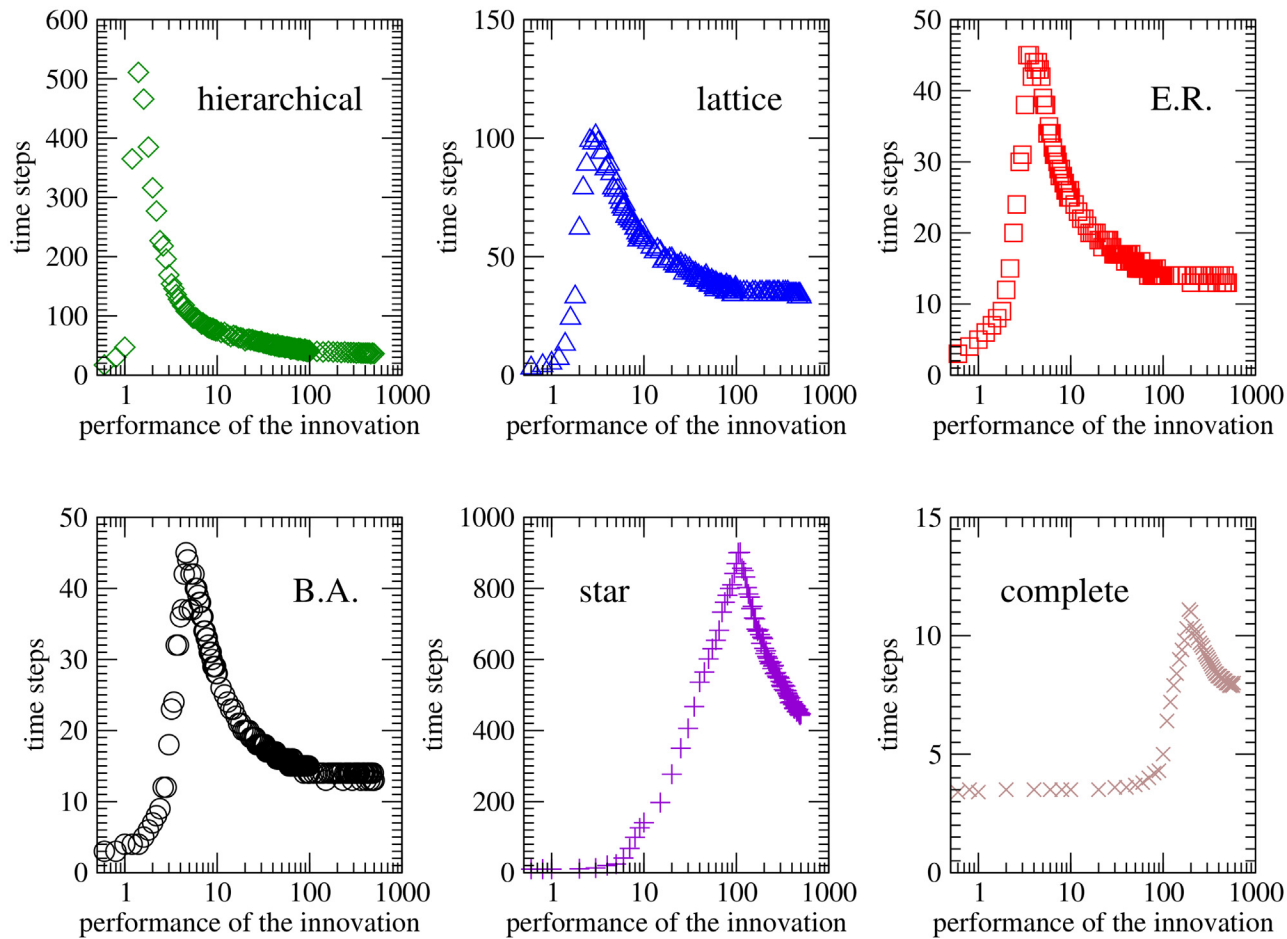 600
500
400
300
200
100
0
time steps
hierarchical
1 10 100 1000
performance of the innovation
150
100
50
0
time steps
lattice
1 10 100 1000
performance of the innovation
50
40
30
20
10
0
time steps
E.R.
1 10 100 1000
performance of the innovation
50
40
30
20
10
0
time steps
B.A.
1 10 100 1000
performance of the innovation
1000
800
600
400
200
0
time steps
star
1 10 100 1000
performance of the innovation
15
10
5
0
time steps
complete
1 10 100 1000
performance of the innovation